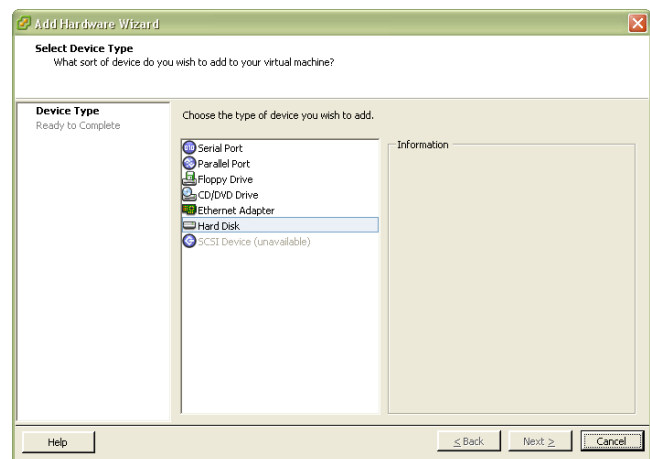 Add Hardware Wizard
Select Device Type
What sort of device do you wish to add to your virtual machine?
Device Type
Ready to Complete
Choose the type of device you wish to add.
Serial Port
Parallel Port
Floppy Drive
CD/DVD Drive
Ethernet Adapter
Hard Disk
SCSI Device (unavailable)
Information
Help
< Back
Next >
Cancel